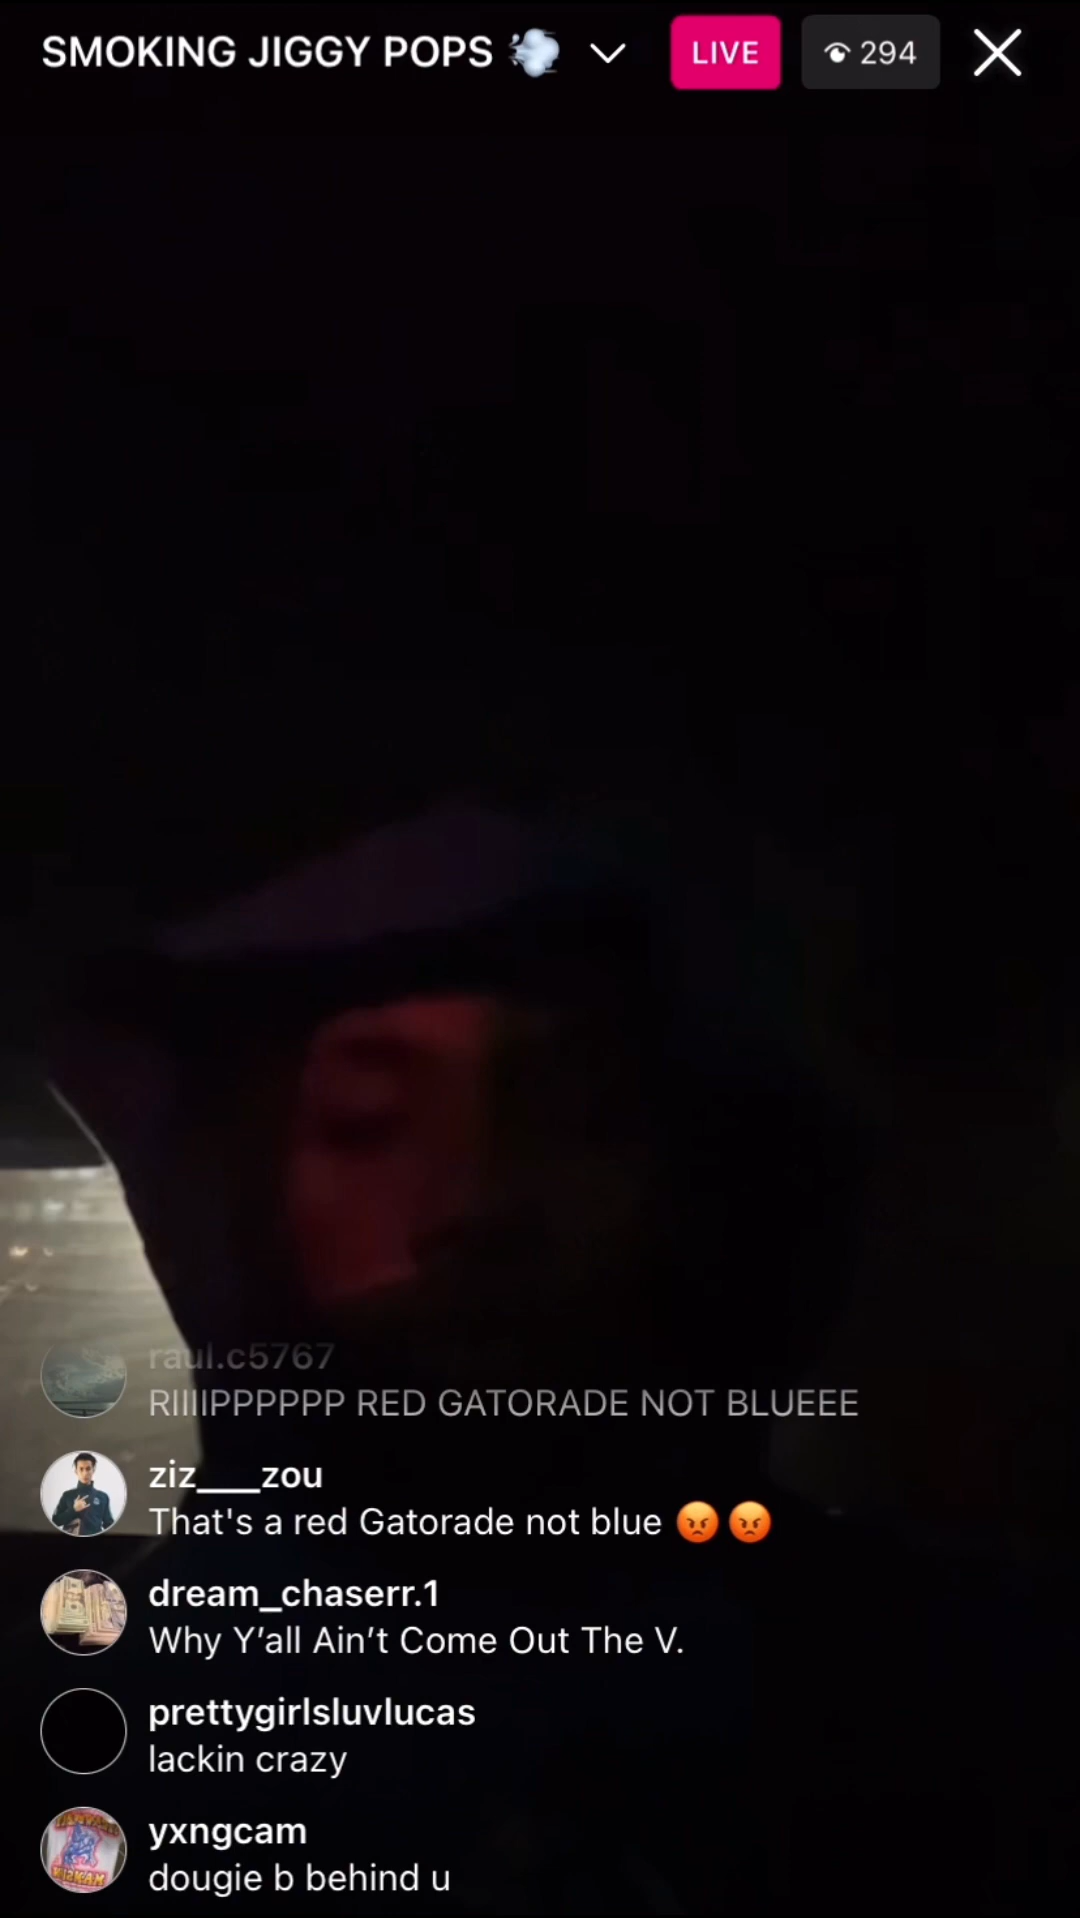 SMOKING JIGGY POPS 💨
LIVE
294
raul.c5767
RIIIIPPPPPP RED GATORADE NOT BLUEEE
ziz___zou
That's a red Gatorade not blue 😡 😡
dream_chaserr.1
Why Y’all Ain’t Come Out The V.
prettygirlsluvlucas
lackin crazy
yxngcam
dougie b behind u